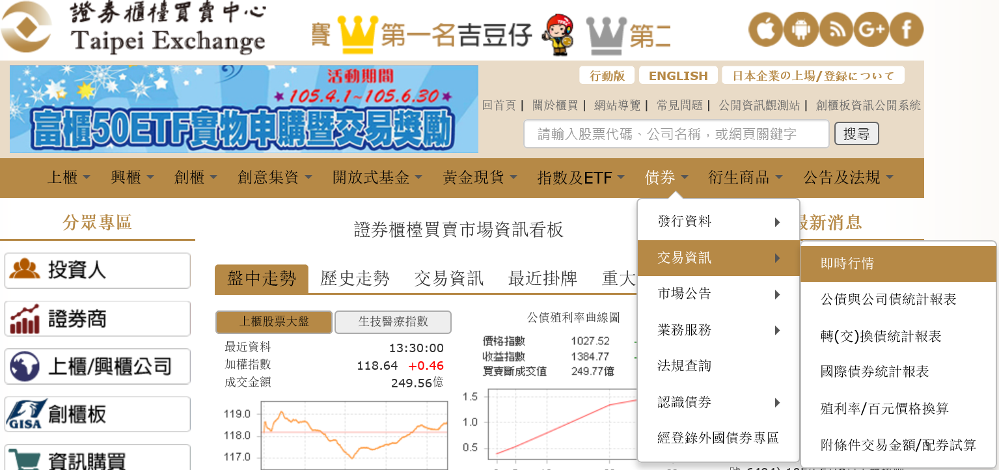 證券櫃檯買賣中心
Taipei Exchange
賽 第一名吉豆仔 第二
行動版 ENGLISH 日本企業の上場/登録について
活動期間
105.4.1~105.6.30
富櫃50ETF實物申購暨交易獎勵
回首頁 | 關於櫃買 | 網站導覽 | 常見問題 | 公開資訊觀測站 | 創櫃板資訊公開系統
請輸入股票代碼、公司名稱，或網頁關鍵字 搜尋
上櫃 興櫃 創櫃 創意集資 開放式基金 黃金現貨 指數及ETF 債券 衍生商品 公告及法規
分眾專區
投資人
證券商
上櫃/興櫃公司
GISA 創櫃板
資訊購買
證券櫃檯買賣市場資訊看板
盤中走勢 歷史走勢 交易資訊 最近掛牌 重大
上櫃股票大盤 生技醫療指數
最近資料 13:30:00
加權指數 118.64 +0.46
成交金額 249.56億
119.0
118.0
117.0
公債殖利率曲線圖
價格指數 1027.52
收益指數 1384.77
買賣斷成交值 249.77億
1.5
1.0
0.5
發行資料
交易資訊
市場公告
業務服務
法規查詢
認識債券
經登錄外國債券專區
最新消息
即時行情
公債與公司債統計報表
轉(交)換債統計報表
國際債券統計報表
殖利率/百元價格換算
附條件交易金額/配券試算